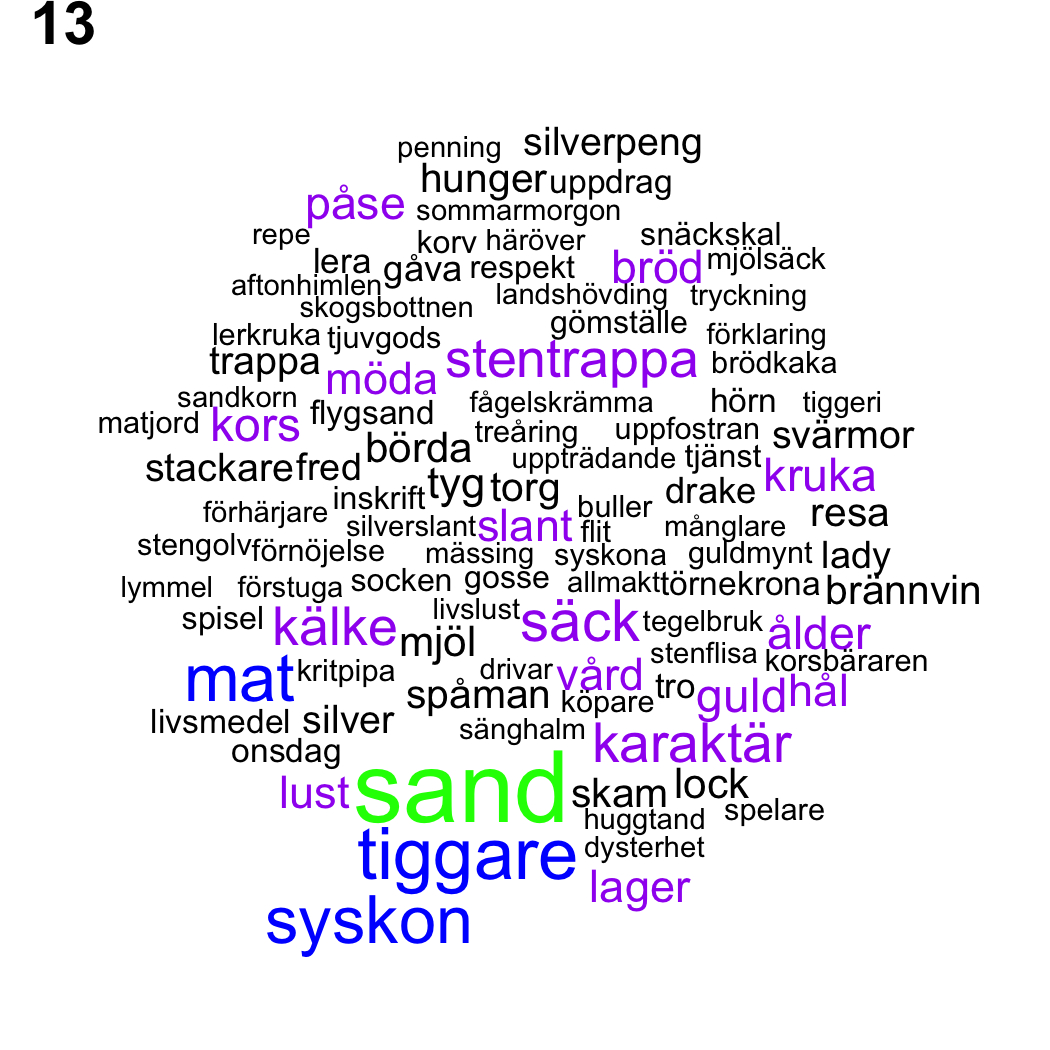 13
penning silverpeng
hunger uppdrag
påse sommarmorgon
repe korv häröver snäckskal
lera gåva respekt bröd mjölsäck
aftonhimlen landshövding tryckning
skogsbottnen gömställe
lerkruka tjuvgods förklaring
trappa möda stentrappa brödkaka
sandkorn fågelskrämma hörn tiggeri
matjord kors flygsand treåring uppfostran svärmor
stackare fred börda uppträdande tjänst kruka
inskrift tyg torg buller drake resa
förhärjare silverslant slant flit månglare
stengolv förnöjelse mässing syskona guldmynt lady
lymmel förstuga socken gosse allmakt törnekrona brännvin
spisel kälke livslust säck tegelbruk ålder
mjöl stenflisa korsbäraren
mat kritpipa drivar vård tro guld hål
spåman köpare
livsmedel silver sänghalm karaktär
onsdag
lust sand skam lock
huggtand spelare
tiggare dysterhet
lager
syskon